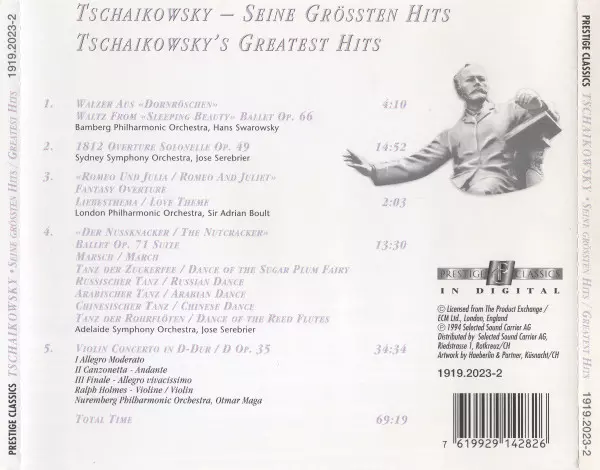 PRESTIGE CLASSICS TSCHAIKOWSKY • SEINE GRÖSSTEN HITS / GREATEST HITS 1919.2023-2
TSCHAIKOWSKY – SEINE GRÖSSTEN HITS
TSCHAIKOWSKY'S GREATEST HITS
1. WALZER AUS «DORNRÖSCHEN» 4:10
WALTZ FROM «SLEEPING BEAUTY» BALLET OP. 66
Bamberg Philharmonic Orchestra, Hans Swarowsky
2. 1812 OVERTURE SOLONELLE OP. 49 14:52
Sydney Symphony Orchestra, Jose Serebrier
3. «ROMEO UND JULIA / ROMEO AND JULIET»
FANTASY OVERTURE
LIEBESTHEMA / LOVE THEME 2:03
London Philharmonic Orchestra, Sir Adrian Boult
4. «DER NUSSKNACKER / THE NUTCRACKER»
BALLET OP. 71 SUITE 13:30
MARSCH / MARCH
TANZ DER ZUCKERFEE / DANCE OF THE SUGAR PLUM FAIRY
RUSSISCHER TANZ / RUSSIAN DANCE
ARABISCHER TANZ / ARABIAN DANCE
CHINESISCHER TANZ / CHINESE DANCE
TANZ DER ROHRFLÖTEN / DANCE OF THE REED FLUTES
Adelaide Symphony Orchestra, Jose Serebrier
5. VIOLIN CONCERTO IN D-DUR / D OP. 35 34:34
I Allegro Moderato
II Canzonetta - Andante
III Finale - Allegro vivacissimo
Ralph Holmes - Violine / Violin
Nuremberg Philharmonic Orchestra, Otmar Maga
TOTAL TIME 69:19
PRESTIGE P CLASSICS
IN DIGITAL
© Licensed from The Product Exchange /
ECM Ltd., London, England
℗ 1994 Selected Sound Carrier AG
Distributed by Selected Sound Carrier AG,
Riedstrasse 1, Rotkreuz/CH
Artwork by Haeberlin & Partner, Küsnacht/CH
1919.2023-2
7 619929 142826
PRESTIGE CLASSICS TSCHAIKOWSKY • SEINE GRÖSSTEN HITS / GREATEST HITS 1919.2023-2